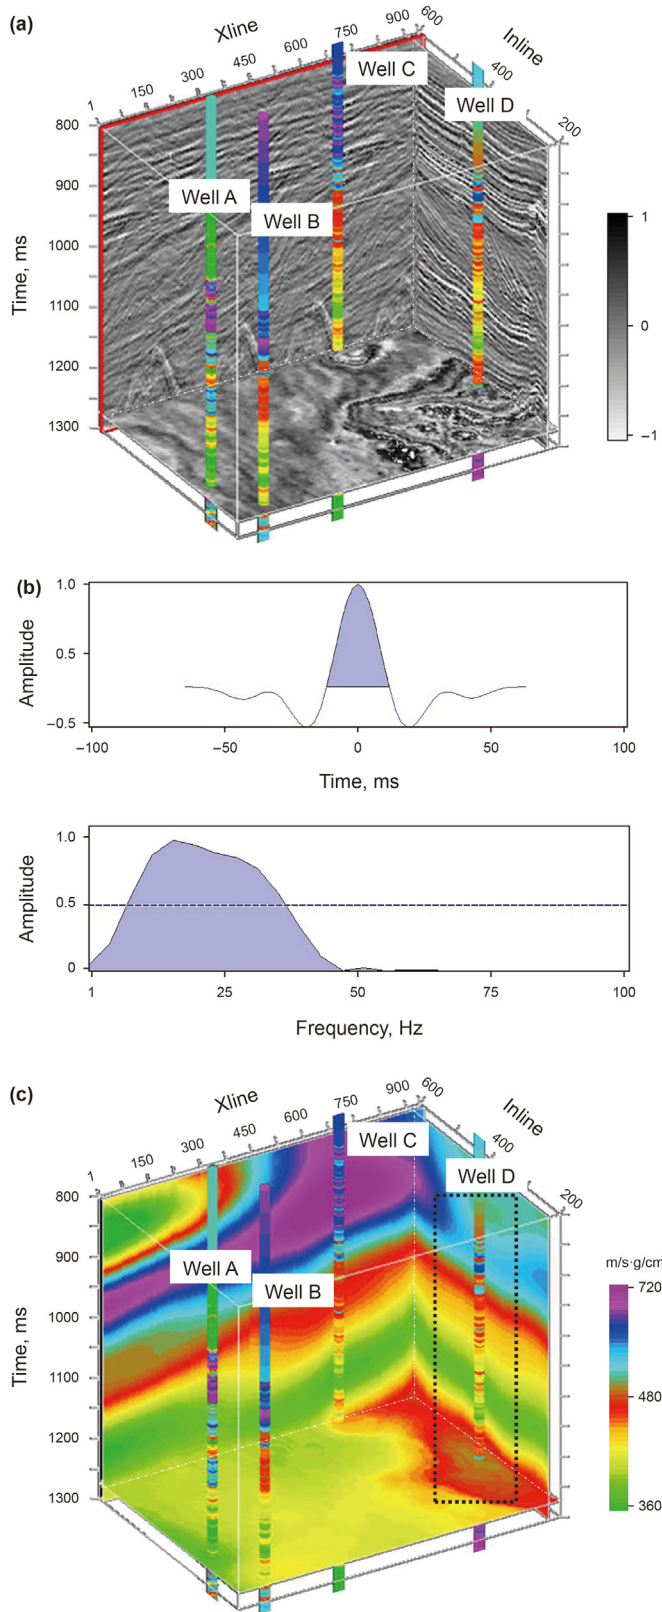 (a)
Xline
Inline
1 150 300 450 600 750 900 600 400 200
Well C
Well D
Well A
Well B
Time, ms
800
900
1000
1100
1200
1300
1
0
−1
(b)
Amplitude
1.0
0.5
−0.5
−100 −50 0 50 100
Time, ms
Amplitude
1.0
0.5
0
1 25 50 75 100
Frequency, Hz
(c)
Xline
Inline
1 150 300 450 600 750 900 600 400 200
Well C
Well D
Well A
Well B
Time, ms
800
900
1000
1100
1200
1300
m/s·g/cm
720
480
360